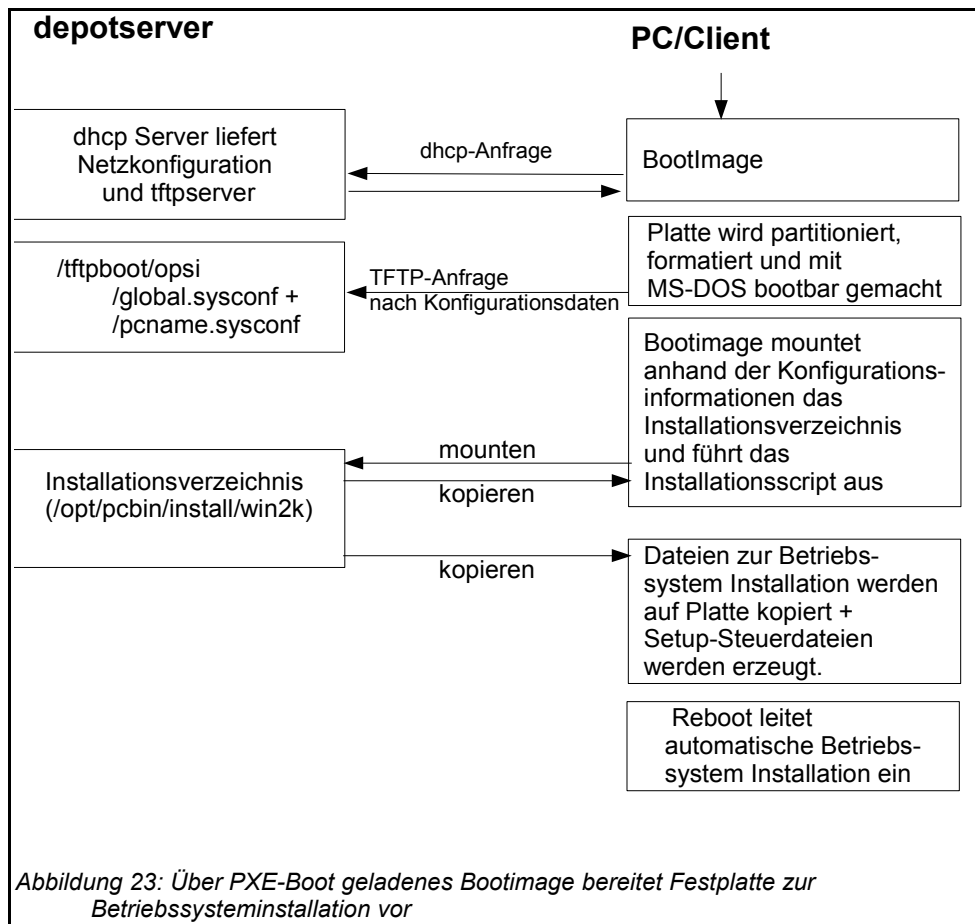 depotserver
PC/Client
dhcp Server liefert
Netzkonfiguration
und tftpserver
dhcp-Anfrage
BootImage
/tftpboot/opsi
/global.sysconf +
/pcname.sysconf
TFTP-Anfrage
nach Konfigurationsdaten
Platte wird partitioniert,
formatiert und mit
MS-DOS bootbar gemacht
Bootimage mountet
anhand der Konfigurations-
informationen das
Installationsverzeichnis
und führt das
Installationsscript aus
mounten
kopieren
Installationsverzeichnis
(/opt/pcbin/install/win2k)
kopieren
Dateien zur Betriebs-
system Installation werden
auf Platte kopiert +
Setup-Steuerdateien
werden erzeugt.
Reboot leitet
automatische Betriebs-
system Installation ein
Abbildung 23: Über PXE-Boot geladenes Bootimage bereitet Festplatte zur
Betriebssysteminstallation vor